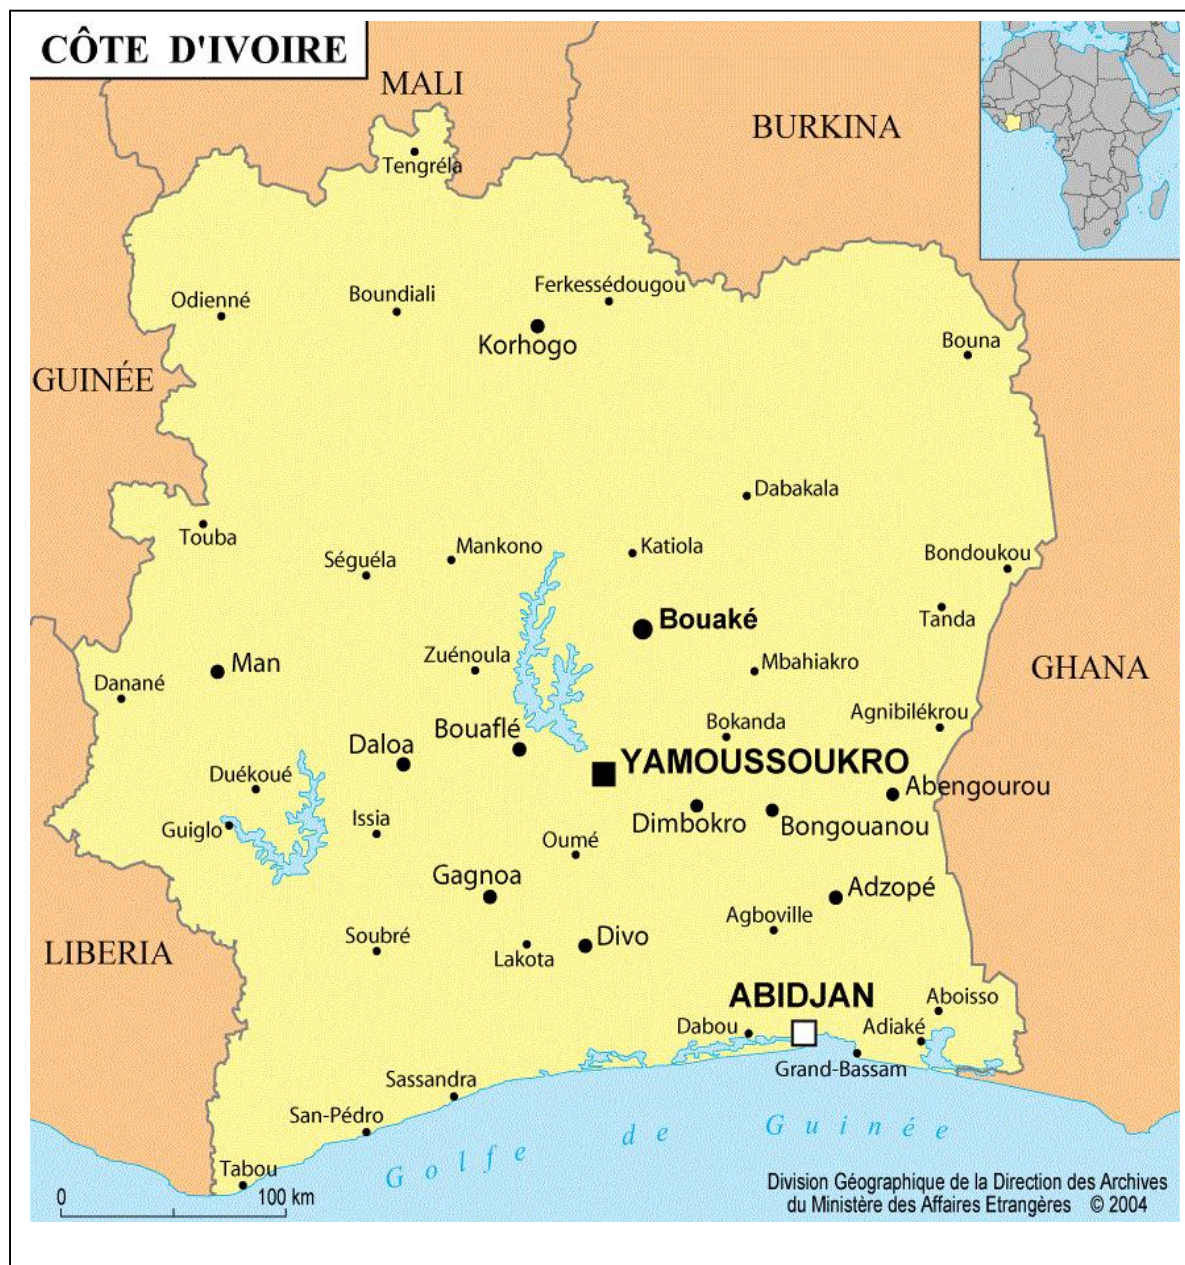 CÔTE D'IVOIRE
MALI
BURKINA
Tengréla
Ferkessédougou
Boundiali
Odienné
Korhogo
Bouna
GUINÉE
Dabakala
Touba
Mankono
Katiola
Séguéla
Bondoukou
Bouaké
Tanda
Zuénoula
Man
Mbahiakro
GHANA
Danané
Agnibilékrou
Bokanda
Bouaflé
Daloa
YAMOUSSOUKRO
Duékoué
Abengourou
Issia
Dimbokro
Bongouanou
Guiglo
Oumé
Gagnoa
Adzopé
Agboville
Soubré
Divo
LIBERIA
Lakota
ABIDJAN
Aboisso
Dabou
Adiaké
Grand-Bassam
Sassandra
San-Pédro
Golfe de Guinée
Tabou
0 100 km
Division Géographique de la Direction des Archives
du Ministère des Affaires Etrangères © 2004